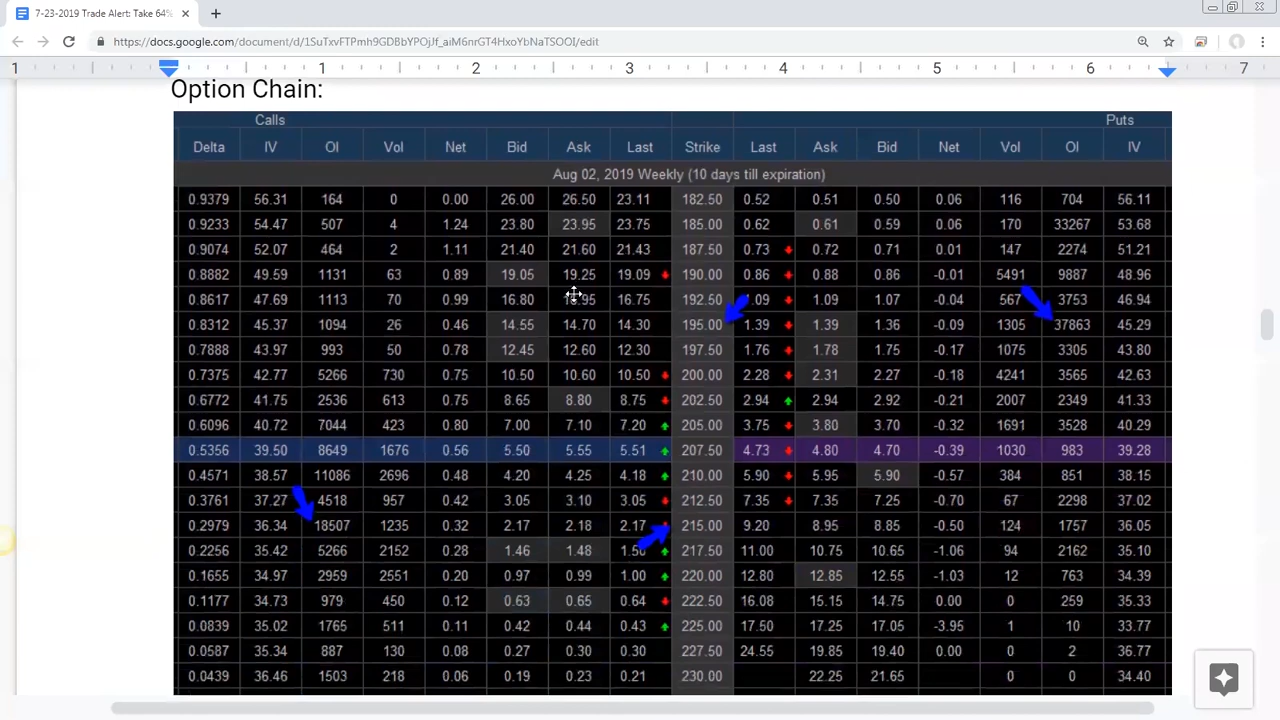 7-23-2019 Trade Alert: Take 64%
https://docs.google.com/document/d/1SuTxvFTPmh9GDBbYPOjJf_aiM6nrGT4HxoYbNaTSOOI/edit
1 1 2 3 4 5 6 7
Option Chain:
Calls Puts
Delta IV OI Vol Net Bid Ask Last Strike Last Ask Bid Net Vol OI IV
Aug 02, 2019 Weekly (10 days till expiration)
0.9379 56.31 164 0 0.00 26.00 26.50 23.11 182.50 0.52 0.51 0.50 0.06 116 704 56.11
0.9233 54.47 507 4 1.24 23.80 23.95 23.75 185.00 0.62 0.61 0.59 0.06 170 33267 53.68
0.9074 52.07 464 2 1.11 21.40 21.60 21.43 187.50 0.73 0.72 0.71 0.01 147 2274 51.21
0.8882 49.59 1131 63 0.89 19.05 19.25 19.09 190.00 0.86 0.88 0.86 -0.01 5491 9887 48.96
0.8617 47.69 1113 70 0.99 16.80 16.75 192.50 1.09 1.07 -0.04 567 3753 46.94
0.8312 45.37 1094 26 0.46 14.55 14.70 14.30 195.00 1.39 1.39 1.36 -0.09 1305 37863 45.29
0.7888 43.97 993 50 0.78 12.45 12.60 12.30 197.50 1.76 1.78 1.75 -0.17 1075 3305 43.80
0.7375 42.77 5266 730 0.75 10.50 10.60 10.50 200.00 2.28 2.31 2.27 -0.18 4241 3565 42.63
0.6772 41.75 2536 613 0.75 8.65 8.80 8.75 202.50 2.94 2.94 2.92 -0.21 2007 2349 41.33
0.6096 40.72 7044 423 0.75 7.00 7.10 7.20 205.00 3.75 3.80 3.70 -0.32 1691 3528 40.29
0.5356 39.50 8649 1676 0.56 5.50 5.55 5.51 207.50 4.73 4.80 4.70 -0.39 1030 983 39.28
0.4571 38.57 11086 2696 0.48 4.20 4.25 4.18 210.00 5.90 5.95 5.90 -0.57 384 851 38.15
0.3761 37.27 4518 957 0.42 3.05 3.10 3.05 212.50 7.35 7.35 7.25 -0.70 67 2298 37.02
0.2979 36.34 18507 1235 0.32 2.17 2.18 2.17 215.00 9.20 8.95 8.85 -0.50 124 1757 36.05
0.2256 35.42 5266 2152 0.28 1.46 1.48 217.50 11.00 10.75 10.65 -1.06 94 2162 35.10
0.1655 34.97 2959 2551 0.20 0.97 0.99 1.00 220.00 12.80 12.85 12.55 -1.03 12 763 34.39
0.1177 34.73 979 450 0.12 0.63 0.65 0.64 222.50 16.08 15.15 14.75 0.00 0 259 35.33
0.0839 35.02 1765 511 0.11 0.42 0.44 0.43 225.00 17.50 17.25 17.05 -3.95 1 10 33.77
0.0587 35.34 887 130 0.08 0.27 0.30 0.30 227.50 24.55 19.85 19.40 0.00 0 2 36.77
0.0439 36.46 1503 218 0.06 0.19 0.23 0.21 230.00 22.25 21.65 0 0 34.40